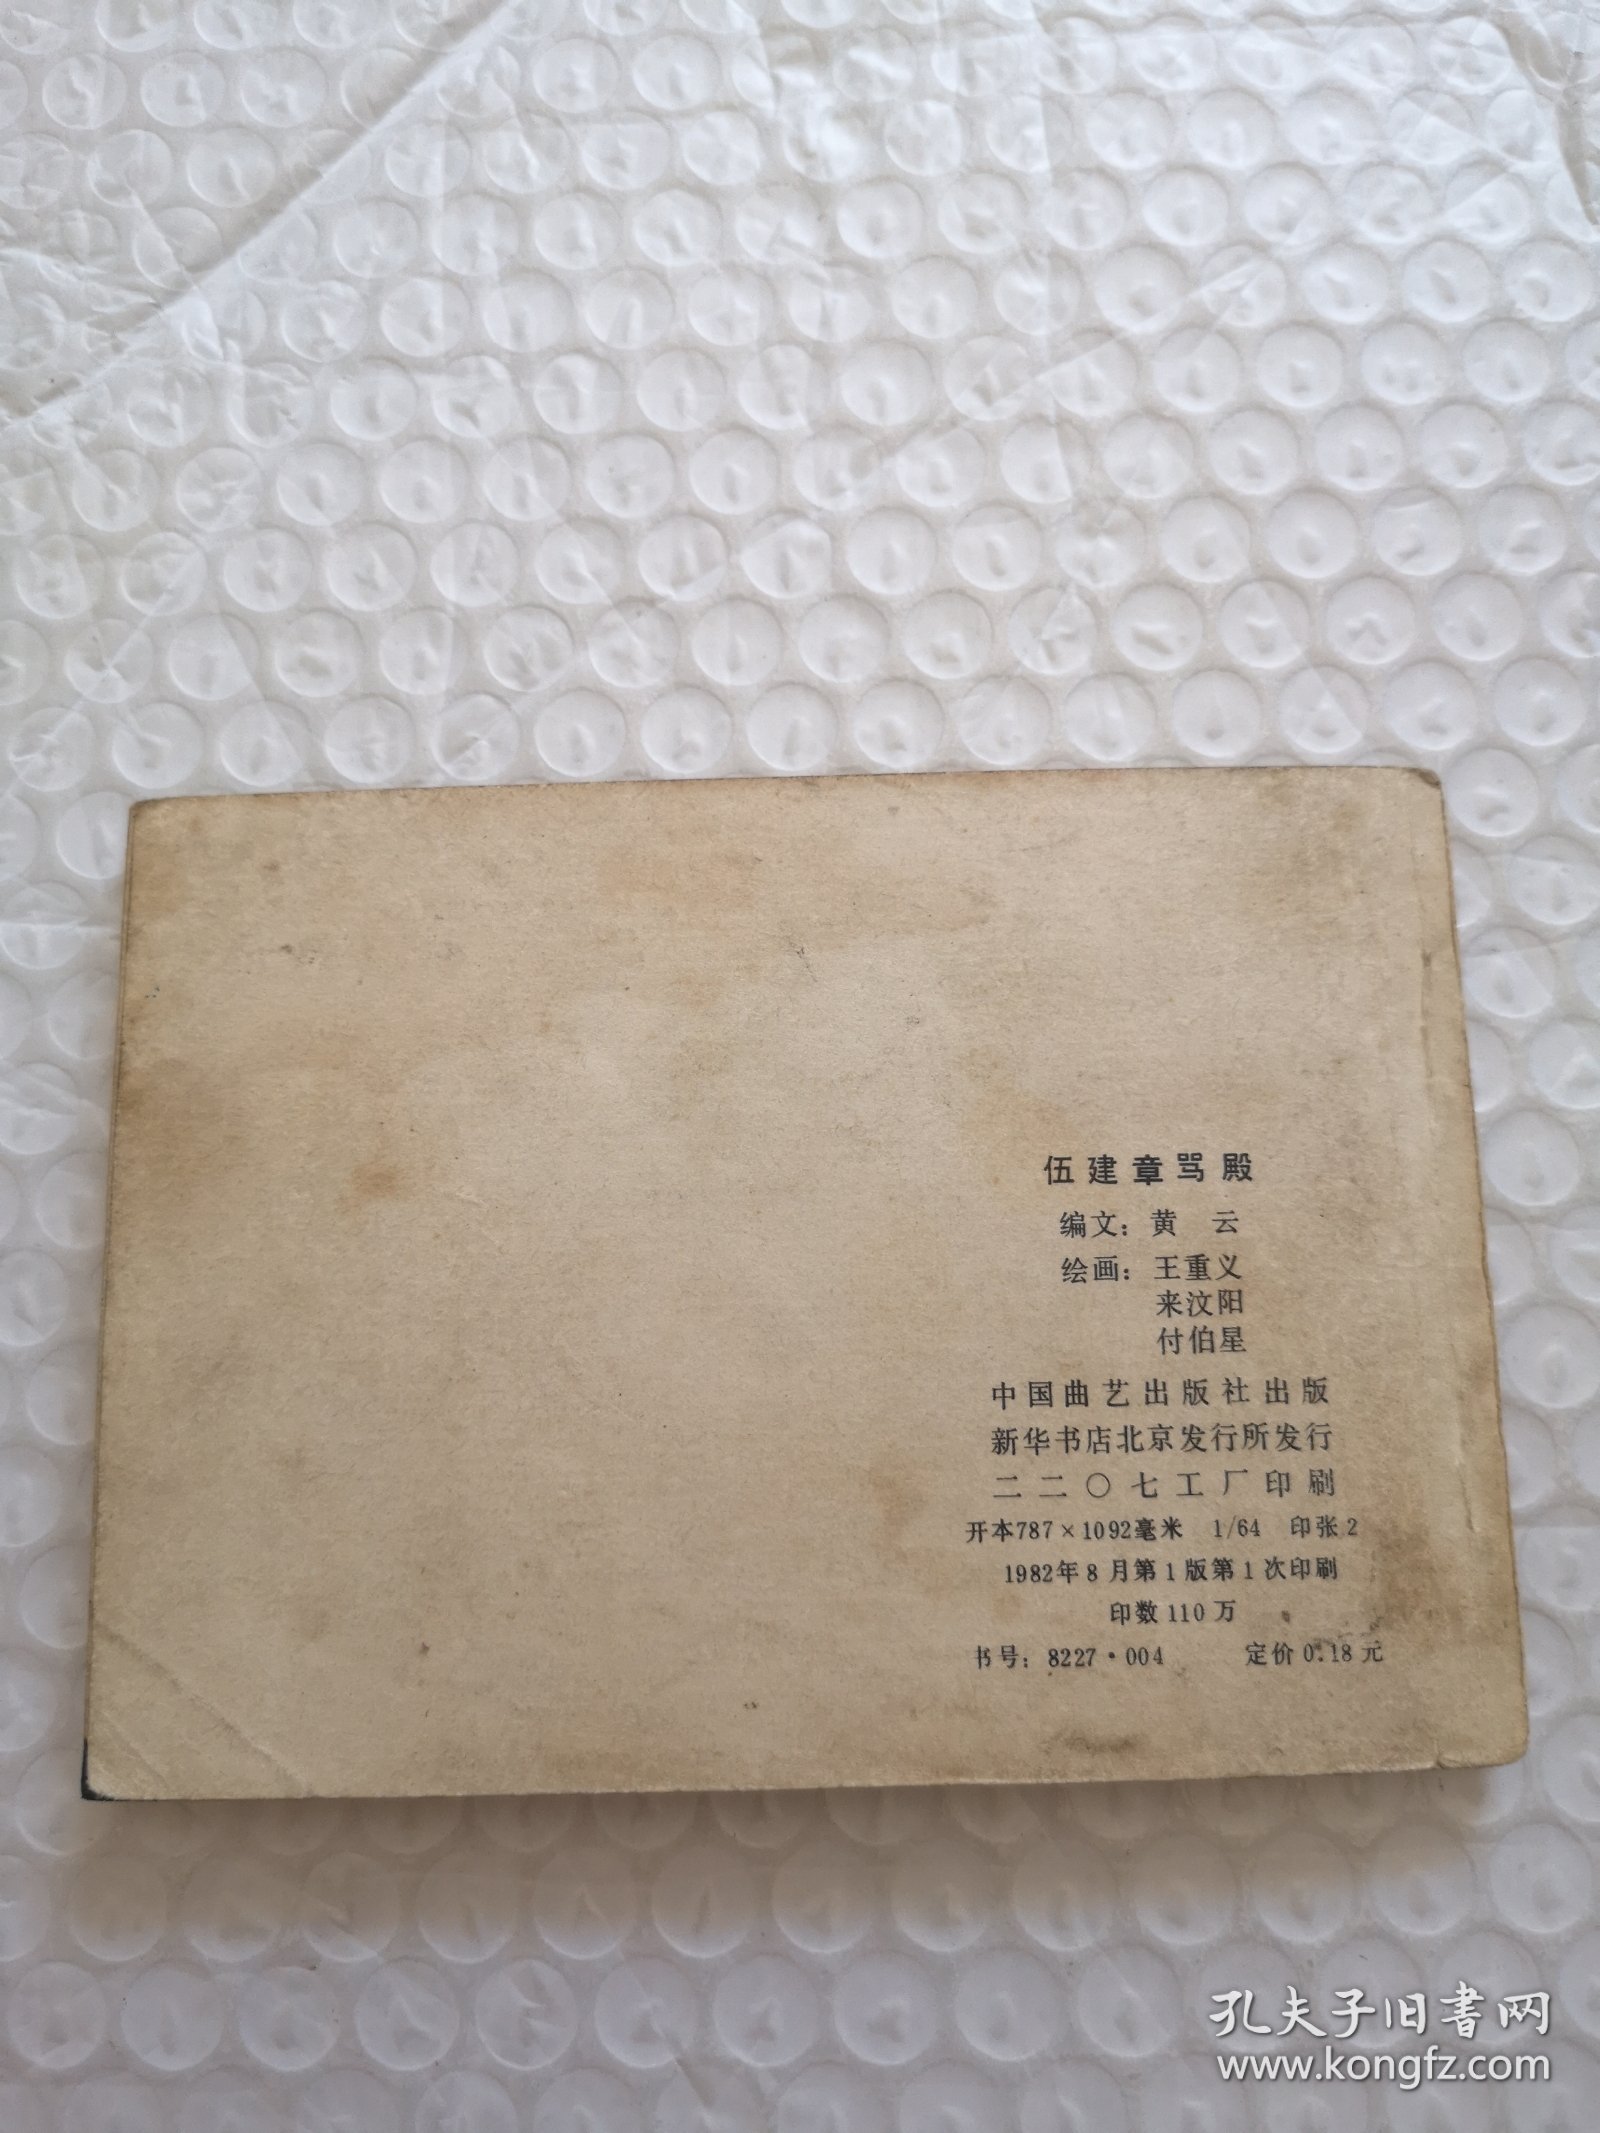 伍建章骂殿
编文：黄　云
绘画：王重义
来汶阳
付伯星
中国曲艺出版社出版
新华书店北京发行所发行
二二〇七工厂印刷
开本787×1092毫米　1/64　印张2
1982年8月第1版第1次印刷
印数110万
书号：8227·004　　定价0.18元
孔夫子旧书网
www.kongfz.com